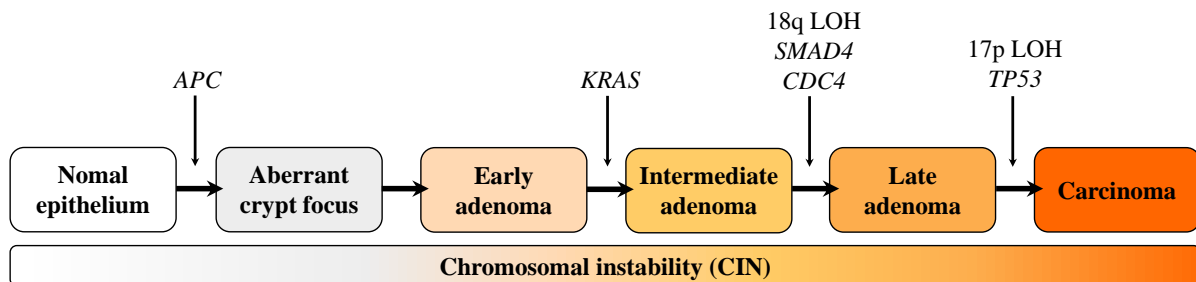 18q LOH
SMAD4
CDC4
17p LOH
TP53
APC
KRAS
Nomal
epithelium
Aberrant
crypt focus
Early
adenoma
Intermediate
adenoma
Late
adenoma
Carcinoma
Chromosomal instability (CIN)